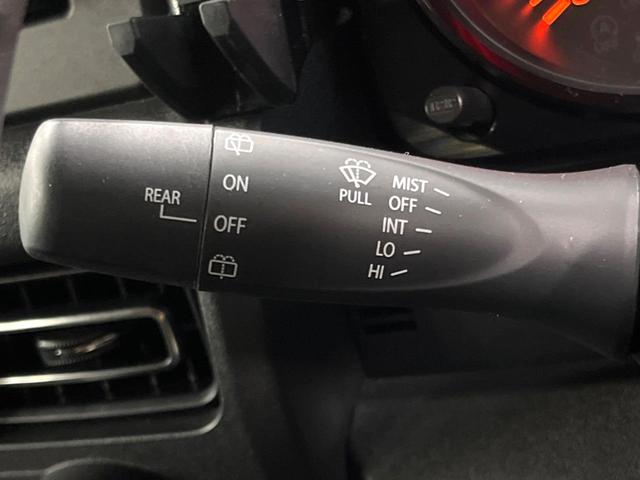 REAR
ON
OFF
PULL
MIST
OFF
INT
LO
HI